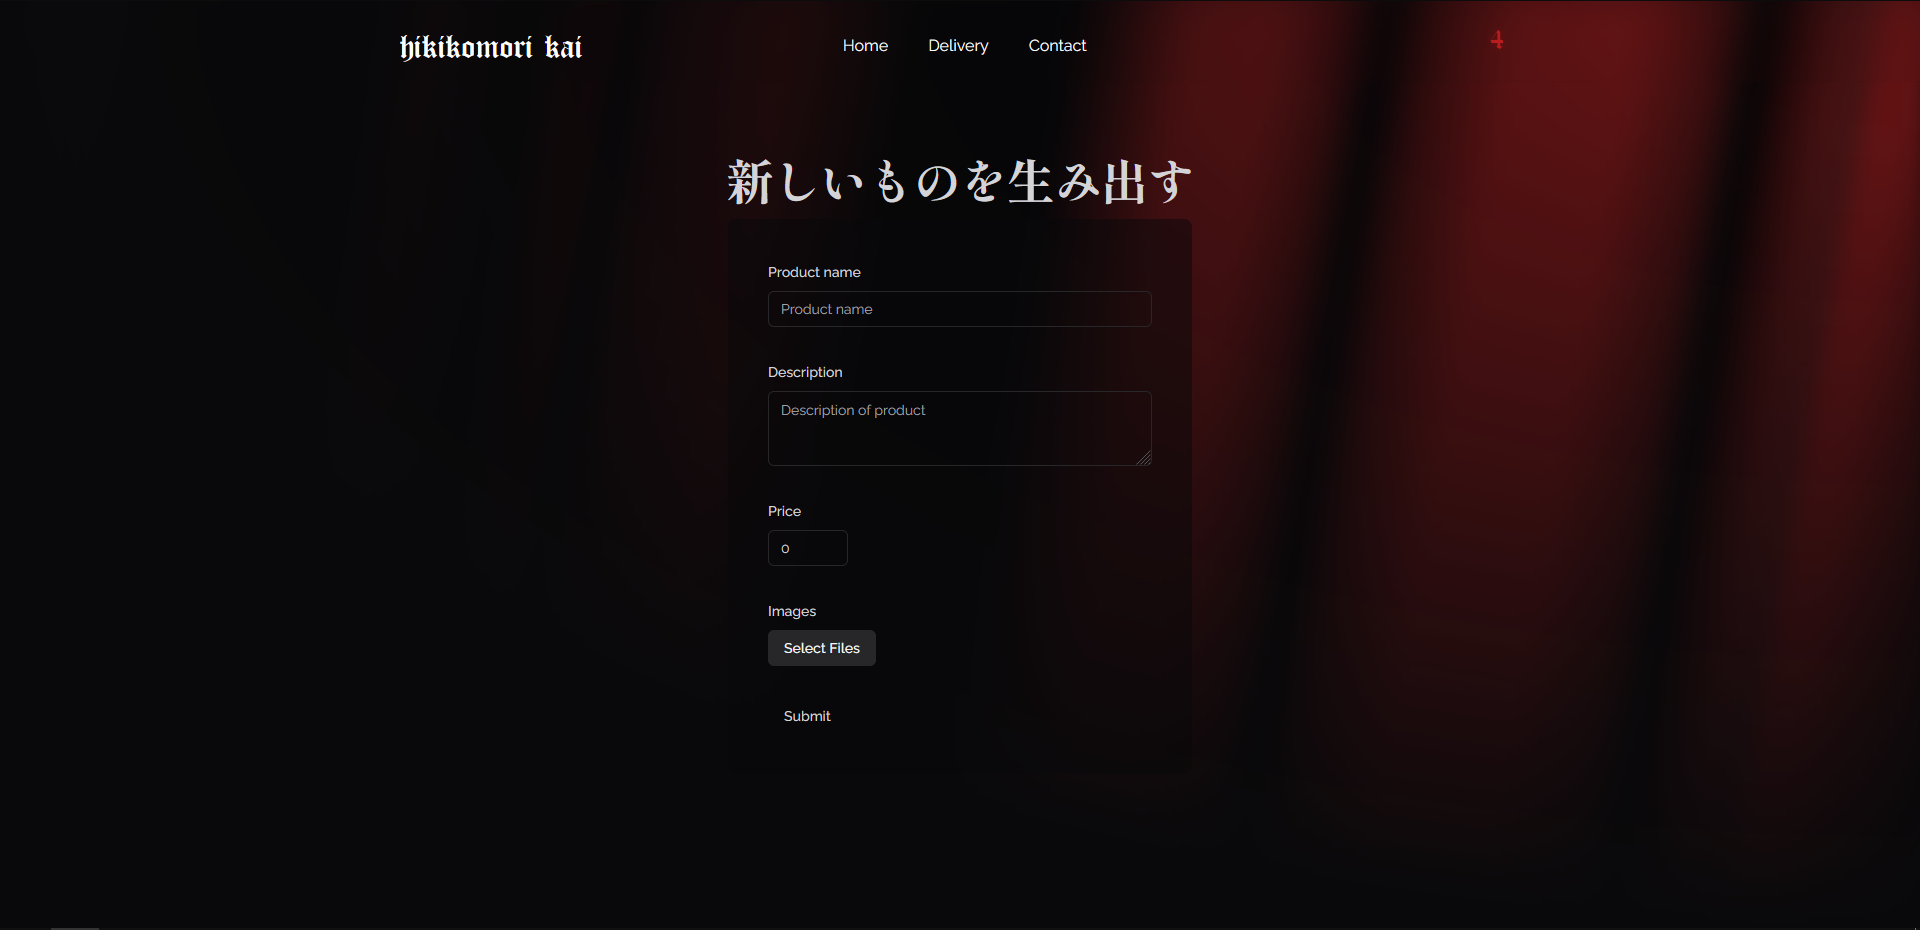 hikikomori kai
Home Delivery Contact
4
新しいものを生み出す
Product name
Product name
Description
Description of product
Price
0
Images
Select Files
Submit